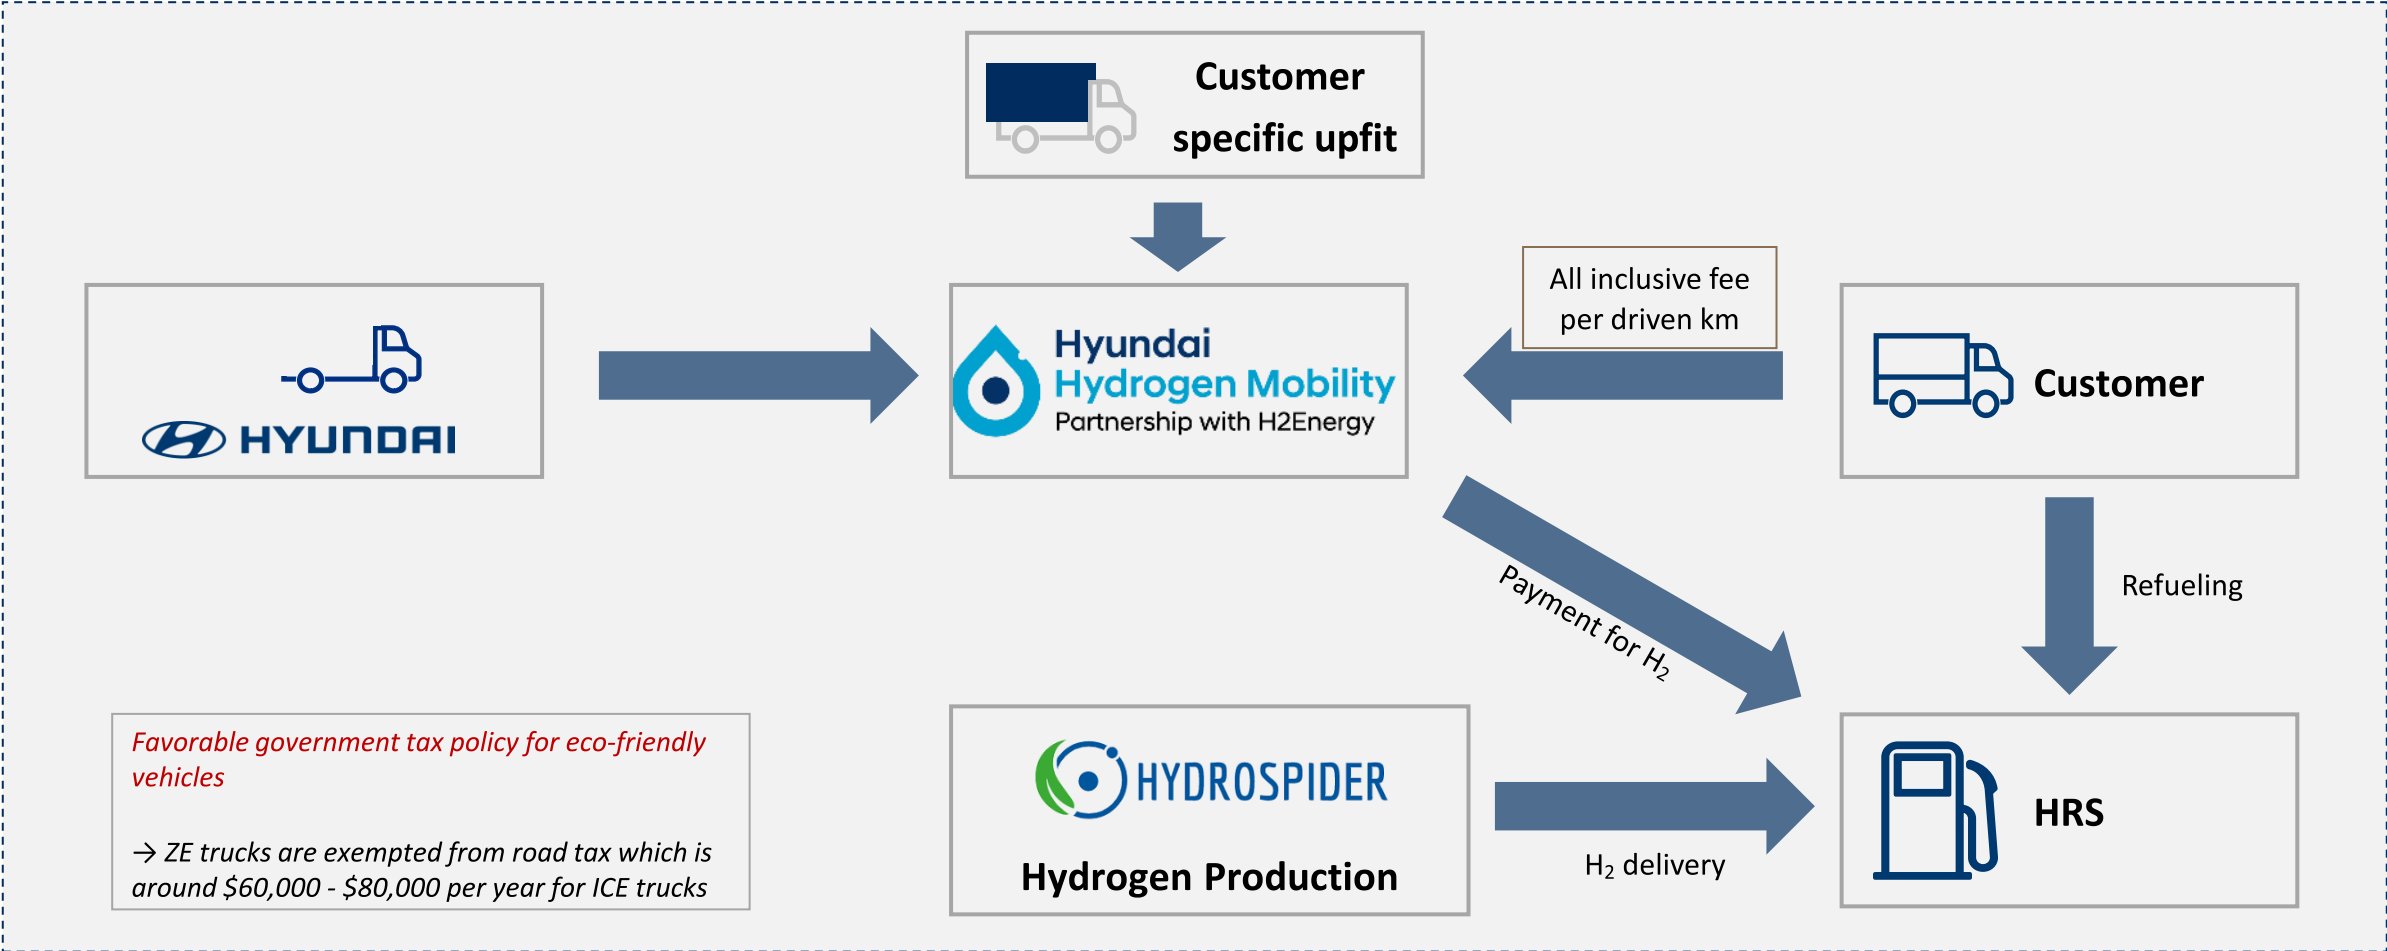 Customer
specific upfit
All inclusive fee
per driven km
HYUNDAI
Hyundai
Hydrogen Mobility
Partnership with H2Energy
Customer
Payment for H₂
Refueling
Favorable government tax policy for eco-friendly
vehicles
→ ZE trucks are exempted from road tax which is
around $60,000 - $80,000 per year for ICE trucks
HYDROSPIDER
Hydrogen Production
H₂ delivery
HRS